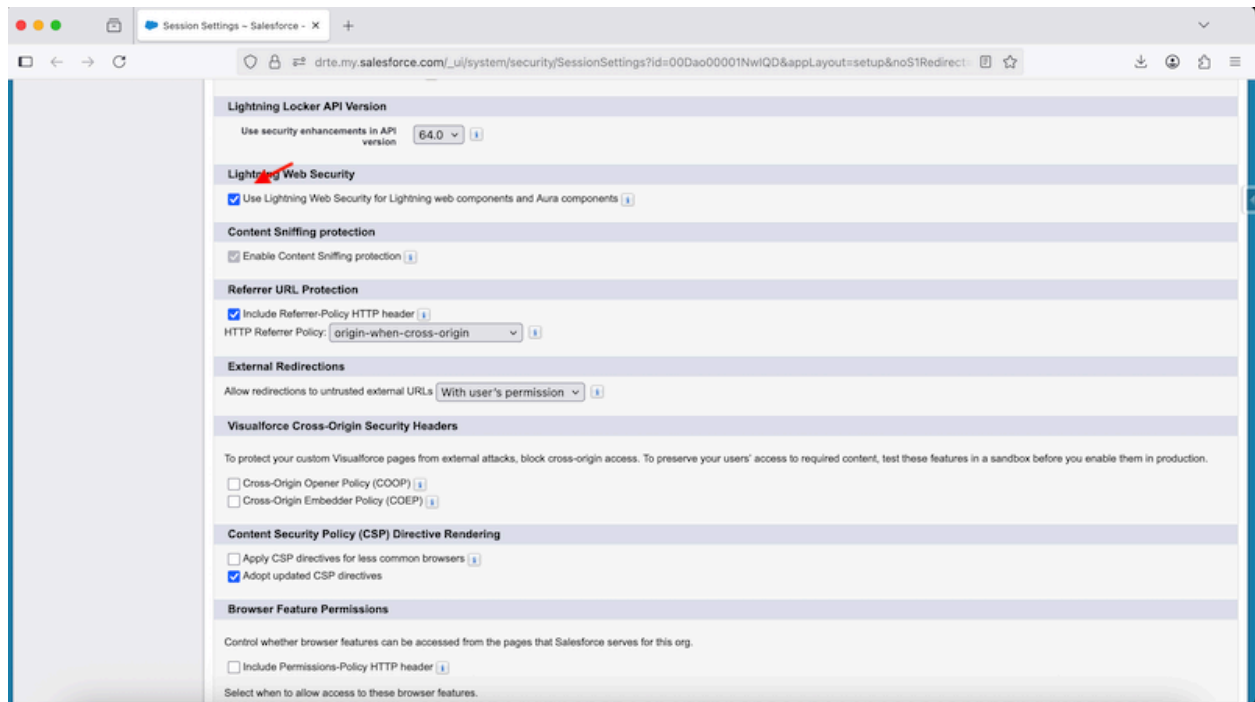 Session Settings ~ Salesforce -
drte.my.salesforce.com/_ui/system/security/SessionSettings?id=00Dao00001NwIQD&appLayout=setup&noS1Redirect=
Lightning Locker API Version
Use security enhancements in API
version
64.0
Lightning Web Security
Use Lightning Web Security for Lightning web components and Aura components
Content Sniffing protection
Enable Content Sniffing protection
Referrer URL Protection
Include Referrer-Policy HTTP header
HTTP Referrer Policy: origin-when-cross-origin
External Redirections
Allow redirections to untrusted external URLs With user's permission
Visualforce Cross-Origin Security Headers
To protect your custom Visualforce pages from external attacks, block cross-origin access. To preserve your users' access to required content, test these features in a sandbox before you enable them in production.
Cross-Origin Opener Policy (COOP)
Cross-Origin Embedder Policy (COEP)
Content Security Policy (CSP) Directive Rendering
Apply CSP directives for less common browsers
Adopt updated CSP directives
Browser Feature Permissions
Control whether browser features can be accessed from the pages that Salesforce serves for this org.
Include Permissions-Policy HTTP header
Select when to allow access to these browser features.